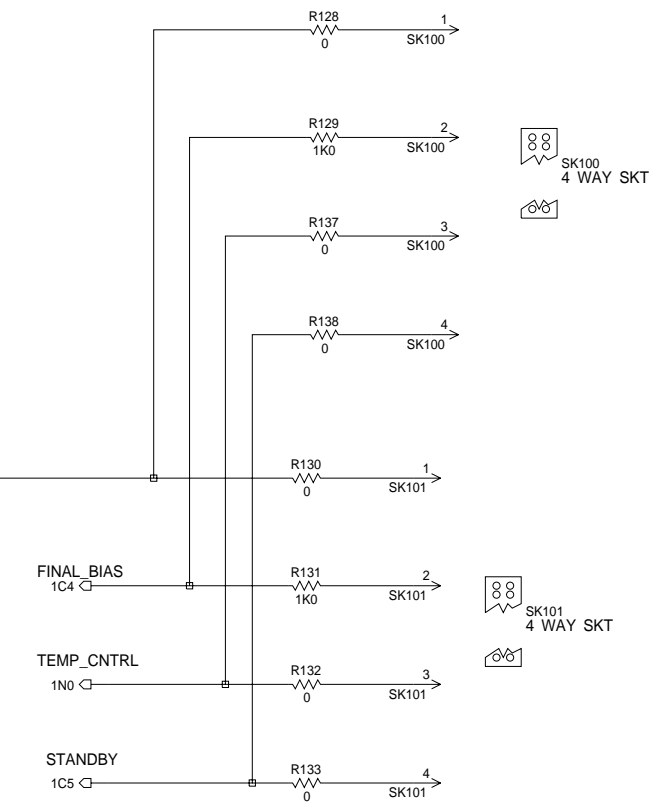 R128
1
0
SK100
R129
2
1K0
SK100
SK100
4 WAY SKT
R137
3
0
SK100
R138
4
0
SK100
R130
1
0
SK101
FINAL_BIAS
1C4
R131
2
1K0
SK101
SK101
4 WAY SKT
TEMP_CNTRL
1N0
R132
3
0
SK101
STANDBY
1C5
R133
4
0
SK101